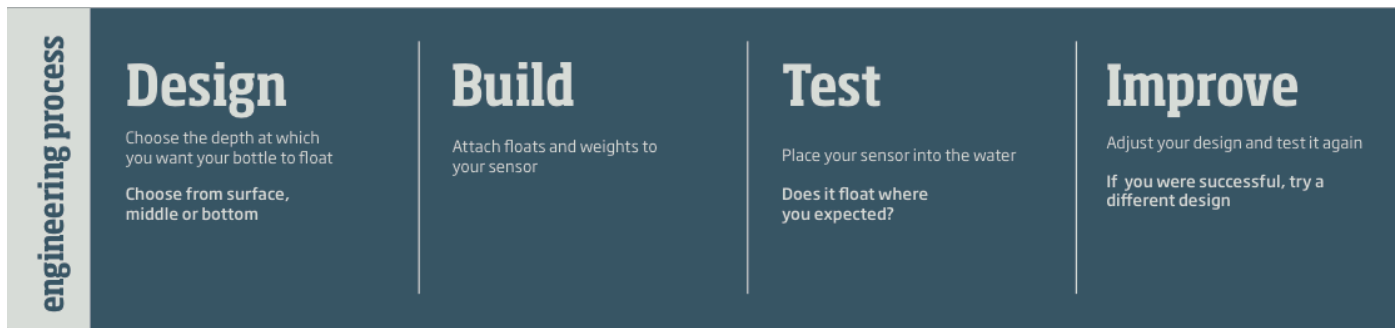 engineering process
Design
Choose the depth at which
you want your bottle to float
Choose from surface,
middle or bottom
Build
Attach floats and weights to
your sensor
Test
Place your sensor into the water
Does it float where
you expected?
Improve
Adjust your design and test it again
If you were successful, try a
different design